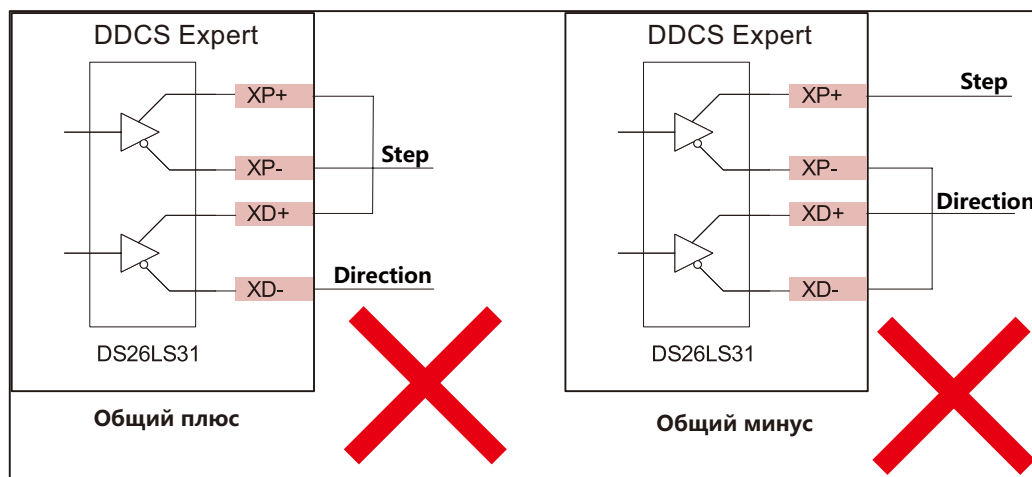 DDCS Expert
XP+
Step
XP-
XD+
Direction
XD-
DS26LS31
Общий плюс
DDCS Expert
XP+
Step
XP-
XD+
Direction
XD-
DS26LS31
Общий минус